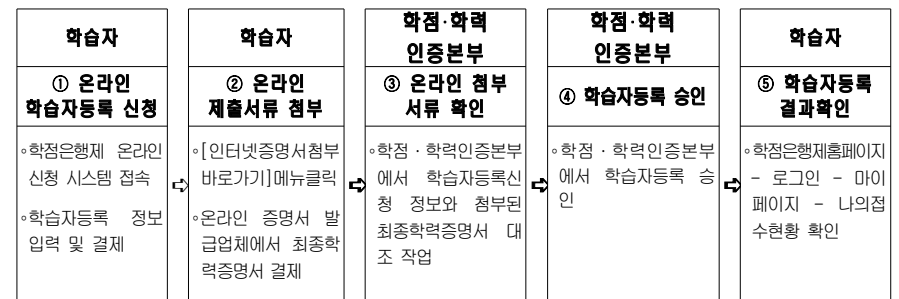 학습자
① 온라인
학습자등록 신청
◦학점은행제 온라인
신청 시스템 접속
◦학습자등록 정보
입력 및 결제
⇨
학습자
② 온라인
제출서류 첨부
◦[인터넷증명서첨부
바로가기]메뉴클릭
◦온라인 증명서 발
급업체에서 최종학
력증명서 결제
⇨
학점·학력
인증본부
③ 온라인 첨부
서류 확인
◦학점ㆍ학력인증본부
에서 학습자등록신
청 정보와 첨부된
최종학력증명서 대
조 작업
⇨
학점·학력
인증본부
④ 학습자등록 승인
◦학점ㆍ학력인증본부
에서 학습자등록 승
인
⇨
학습자
⑤ 학습자등록
결과확인
◦학점은행제홈페이지
- 로그인 - 마이
페이지 - 나의접
수현황 확인